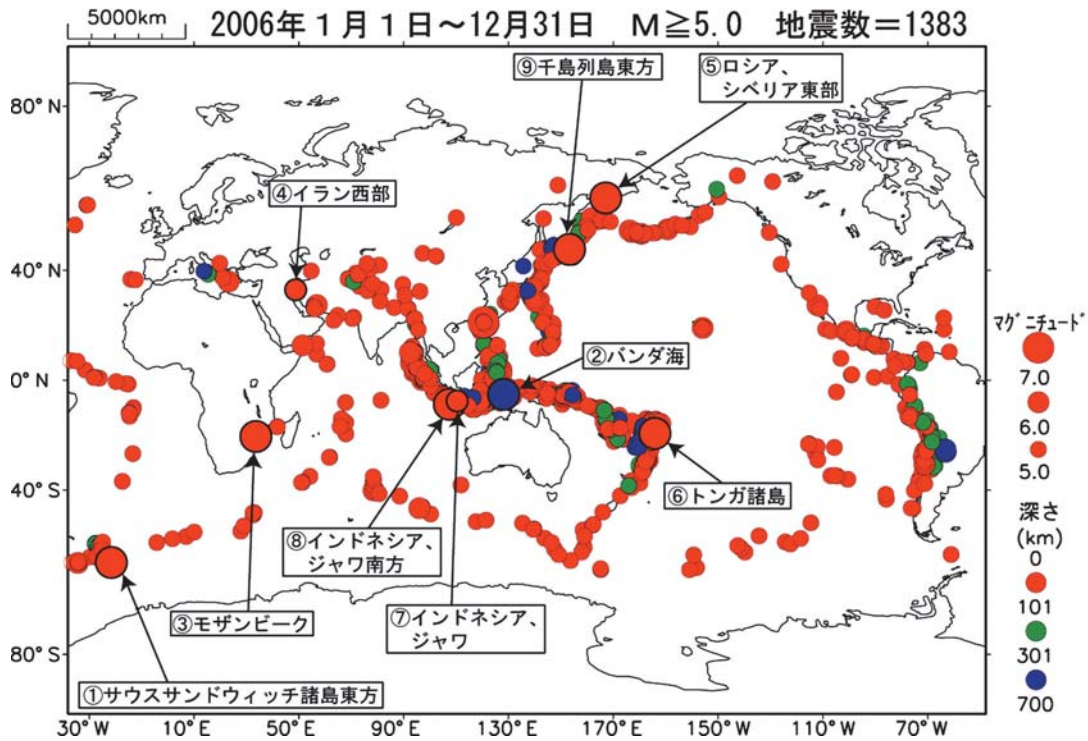 5000km
2006年1月1日～12月31日 M≧5.0 地震数＝1383
⑨千島列島東方
⑤ロシア、
シベリア東部
80° N
④イラン西部
40° N
②バンダ海
0° N
マグニチュード
7.0
6.0
5.0
深さ
(km)
0
101
301
700
40° S
⑥トンガ諸島
⑧インドネシア、
ジャワ南方
③モザンビーク
⑦インドネシア、
ジャワ
80° S
①サウスサンドウィッチ諸島東方
30° W
10° E
50° E
90° E
130° E
170° E
150° W
110° W
70° W